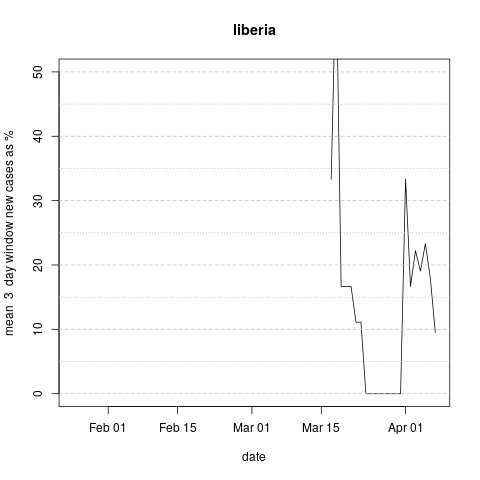 liberia
mean 3 day window new cases as %
50
40
30
20
10
0
Feb 01
Feb 15
Mar 01
Mar 15
Apr 01
date